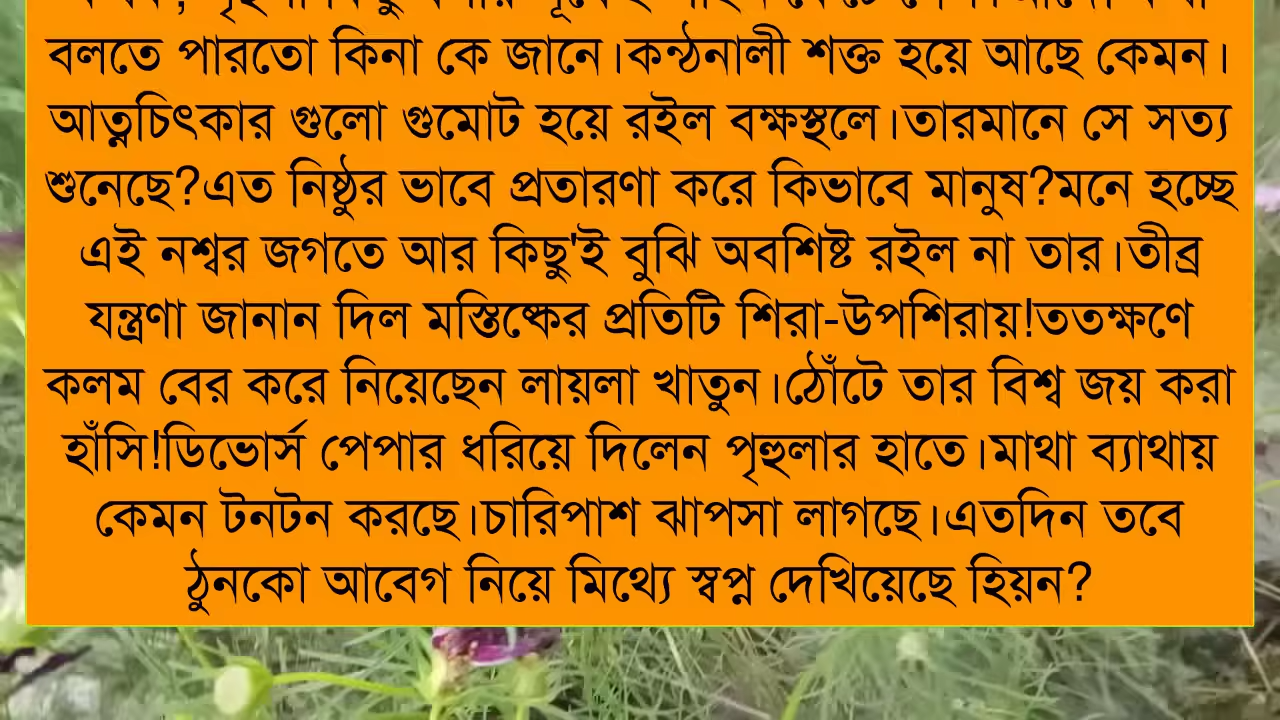 বলতে পারতো কিনা কে জানে।কন্ঠনালী শক্ত হয়ে আছে কেমন।
আত্নচিৎকার গুলো গুমোট হয়ে রইল বক্ষস্থলে।তারমানে সে সত্য
শুনেছে?এত নিষ্ঠুর ভাবে প্রতারণা করে কিভাবে মানুষ?মনে হচ্ছে
এই নশ্বর জগতে আর কিছু'ই বুঝি অবশিষ্ট রইল না তার।তীব্র
যন্ত্রণা জানান দিল মস্তিষ্কের প্রতিটি শিরা-উপশিরায়!ততক্ষণে
কলম বের করে নিয়েছেন লায়লা খাতুন।ঠোঁটে তার বিশ্ব জয় করা
হাঁসি!ডিভোর্স পেপার ধরিয়ে দিলেন পৃহুলার হাতে।মাথা ব্যাথায়
কেমন টনটন করছে।চারিপাশ ঝাপসা লাগছে।এতদিন তবে
ঠুনকো আবেগ নিয়ে মিথ্যে স্বপ্ন দেখিয়েছে হিয়ন?